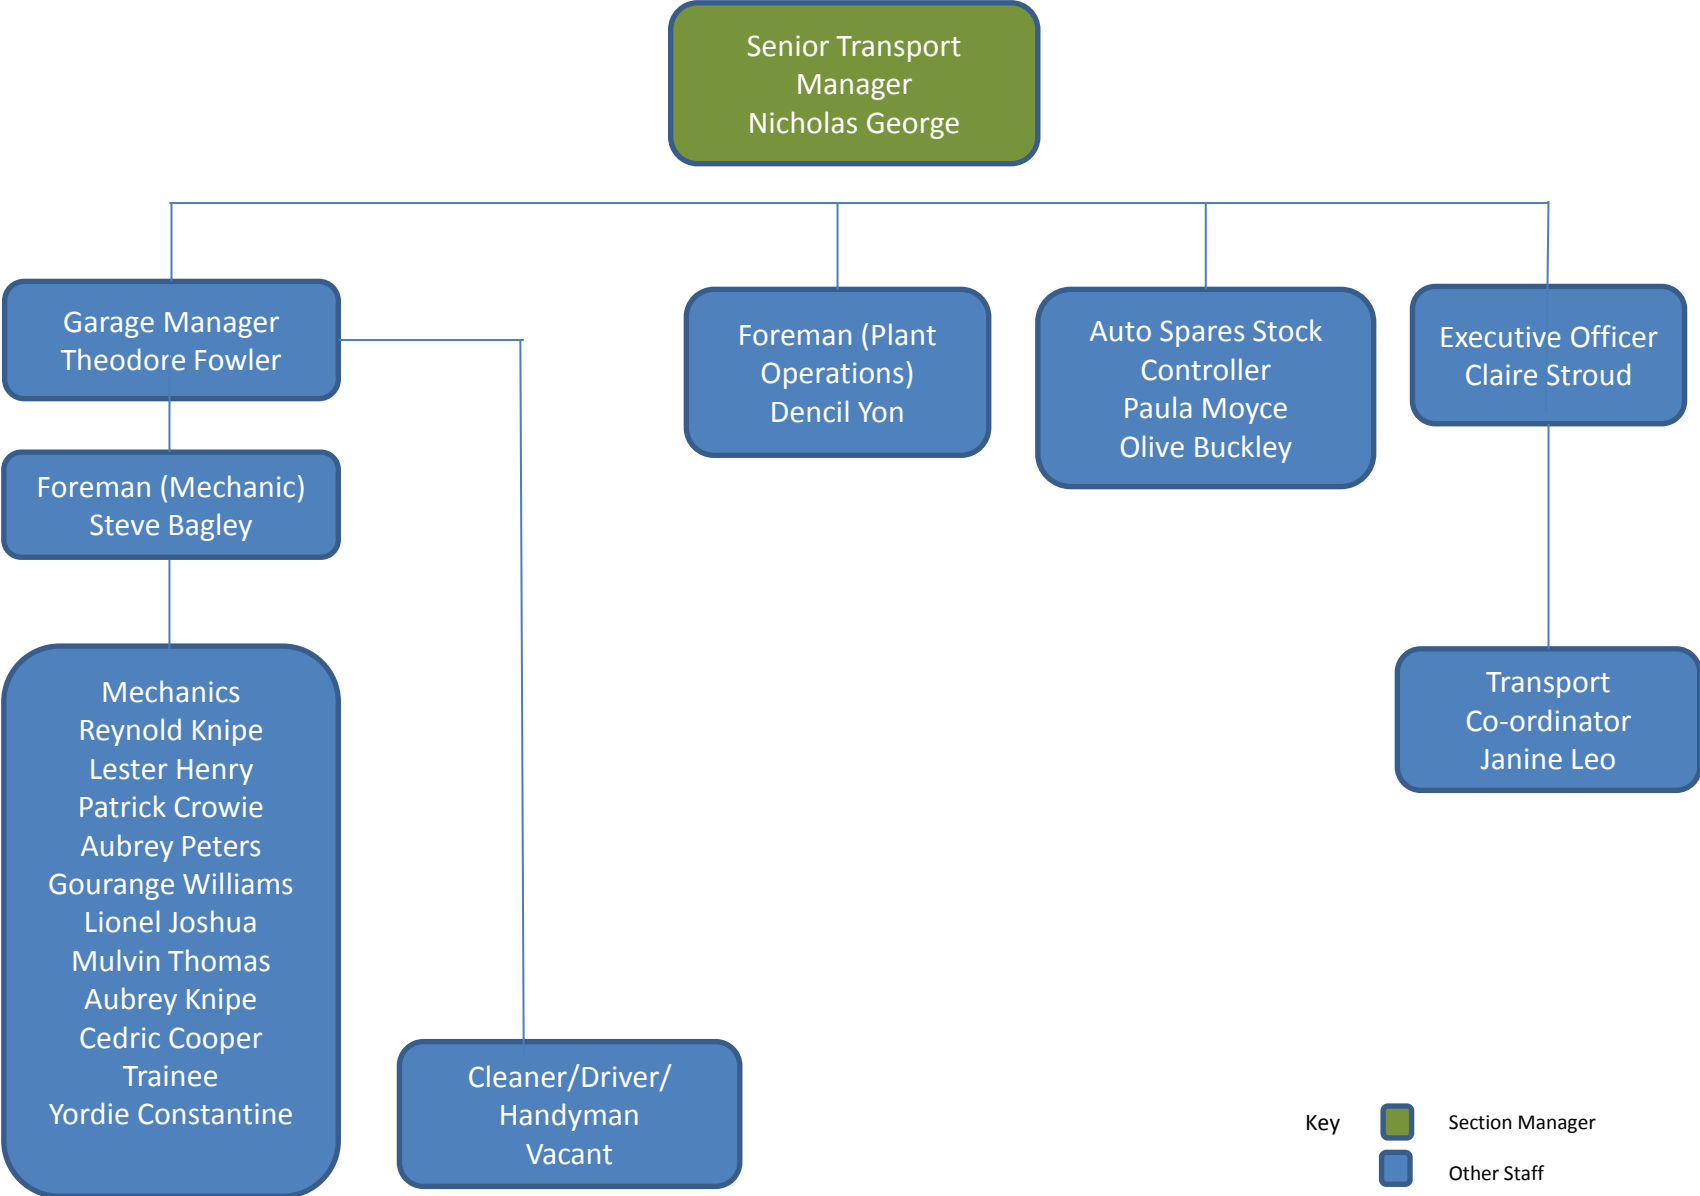 Senior Transport
Manager
Nicholas George
Garage Manager
Theodore Fowler
Foreman (Plant
Operations)
Dencil Yon
Auto Spares Stock
Controller
Paula Moyce
Olive Buckley
Executive Officer
Claire Stroud
Foreman (Mechanic)
Steve Bagley
Mechanics
Reynold Knipe
Lester Henry
Patrick Crowie
Aubrey Peters
Gourange Williams
Lionel Joshua
Mulvin Thomas
Aubrey Knipe
Cedric Cooper
Trainee
Yordie Constantine
Transport
Co-ordinator
Janine Leo
Cleaner/Driver/
Handyman
Vacant
Key
Section Manager
Other Staff